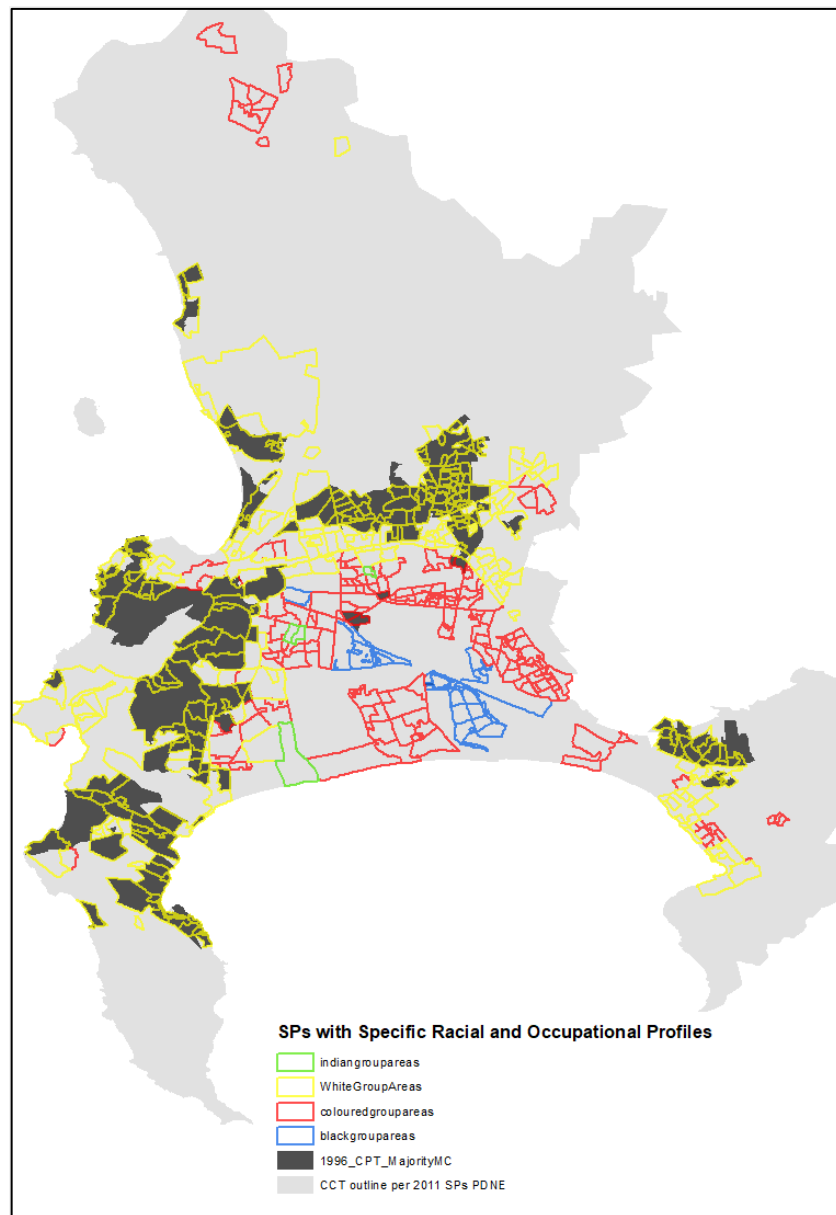 SPs with Specific Racial and Occupational Profiles
indiangroupareas
WhiteGroupAreas
colouredgroupareas
blackgroupareas
1996_CPT_MajorityMC
CCT outline per 2011 SPs PDNE